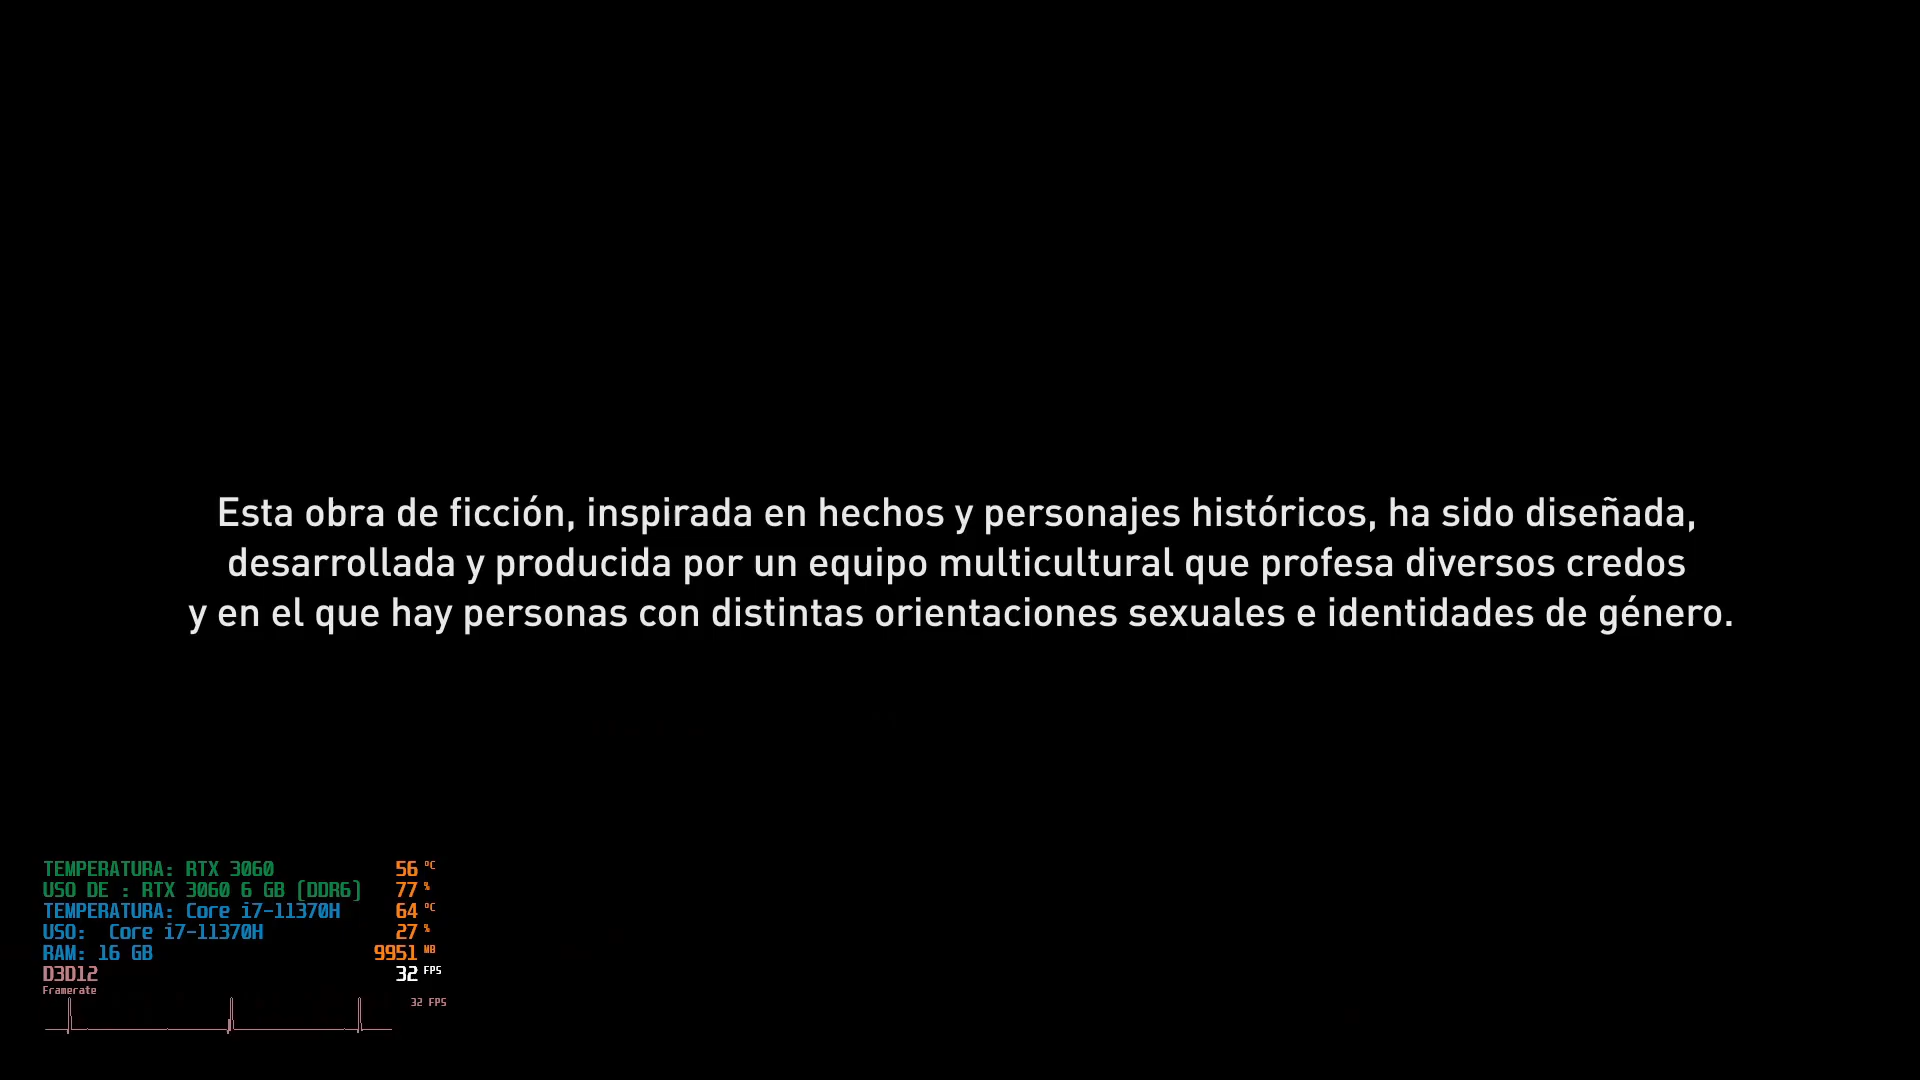 Esta obra de ficción, inspirada en hechos y personajes históricos, ha sido diseñada,
desarrollada y producida por un equipo multicultural que profesa diversos credos
y en el que hay personas con distintas orientaciones sexuales e identidades de género.
TEMPERATURA: RTX 3060 56 °C
USO DE : RTX 3060 6 GB [DDR6] 77 %
TEMPERATURA: Core i7-11370H 64 °C
USO: Core i7-11370H 27 %
RAM: 16 GB 9951 MB
D3D12 32 FPS
Framerate
32 FPS